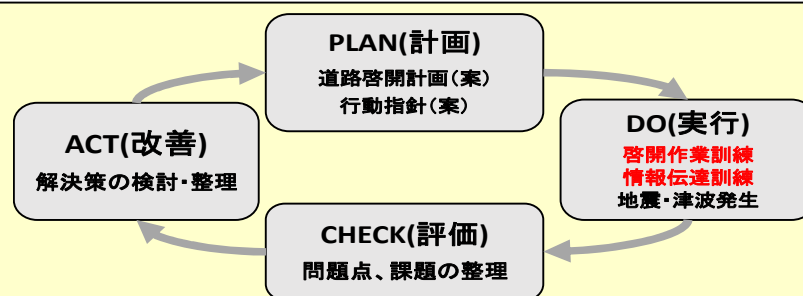 PLAN(計画)
道路啓開計画(案)
行動指針(案)
DO(実行)
啓開作業訓練
情報伝達訓練
地震・津波発生
ACT(改善)
解決策の検討・整理
CHECK(評価)
問題点、課題の整理